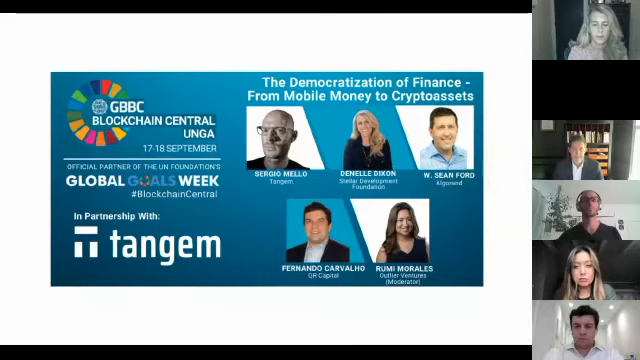 The Democratization of Finance -
From Mobile Money to Cryptoassets
GBBC
BLOCKCHAIN CENTRAL
UNGA
17-18 SEPTEMBER
OFFICIAL PARTNER OF THE UN FOUNDATION'S
GLOBAL GOALS WEEK
#BlockchainCentral
In Partnership With:
tangem
SERGIO MELLO
Tangem
DENELLE DIXON
Stellar Development
Foundation
W. SEAN FORD
Algorand
FERNANDO CARVALHO
QR Capital
RUMI MORALES
Outlier Ventures
(Moderator)